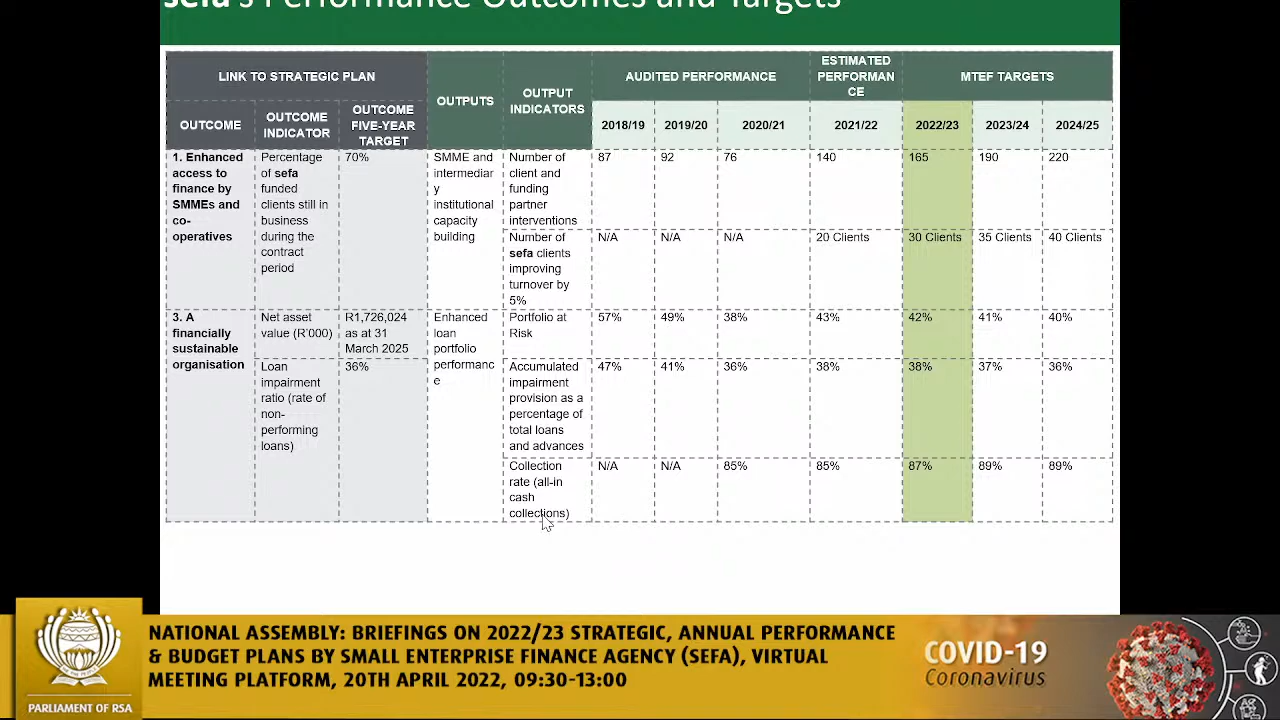 sefa's Performance Outcomes and Targets
LINK TO STRATEGIC PLAN
OUTPUTS
OUTPUT
INDICATORS
AUDITED PERFORMANCE
ESTIMATED
PERFORMAN
CE
MTEF TARGETS
OUTCOME
OUTCOME
INDICATOR
OUTCOME
FIVE-YEAR
TARGET
2018/19
2019/20
2020/21
2021/22
2022/23
2023/24
2024/25
1. Enhanced
access to
finance by
SMMEs and
co-
operatives
Percentage
of sefa
funded
clients still in
business
during the
contract
period
70%
SMME and
intermediar
y
institutional
capacity
building
Number of
client and
funding
partner
interventions
87
92
76
140
165
190
220
Number of
sefa clients
improving
turnover by
5%
N/A
N/A
N/A
20 Clients
30 Clients
35 Clients
40 Clients
3. A
financially
sustainable
organisation
Net asset
value (R'000)
R1,726,024
as at 31
March 2025
Enhanced
loan
portfolio
performanc
e
Portfolio at
Risk
57%
49%
38%
43%
42%
41%
40%
Loan
impairment
ratio (rate of
non-
performing
loans)
36%
Accumulated
impairment
provision as a
percentage of
total loans
and advances
47%
41%
36%
38%
38%
37%
36%
Collection
rate (all-in
cash
collections)
N/A
N/A
85%
85%
87%
89%
89%
PARLIAMENT OF RSA
NATIONAL ASSEMBLY: BRIEFINGS ON 2022/23 STRATEGIC, ANNUAL PERFORMANCE
& BUDGET PLANS BY SMALL ENTERPRISE FINANCE AGENCY (SEFA), VIRTUAL
MEETING PLATFORM, 20TH APRIL 2022, 09:30-13:00
COVID-19
Coronavirus